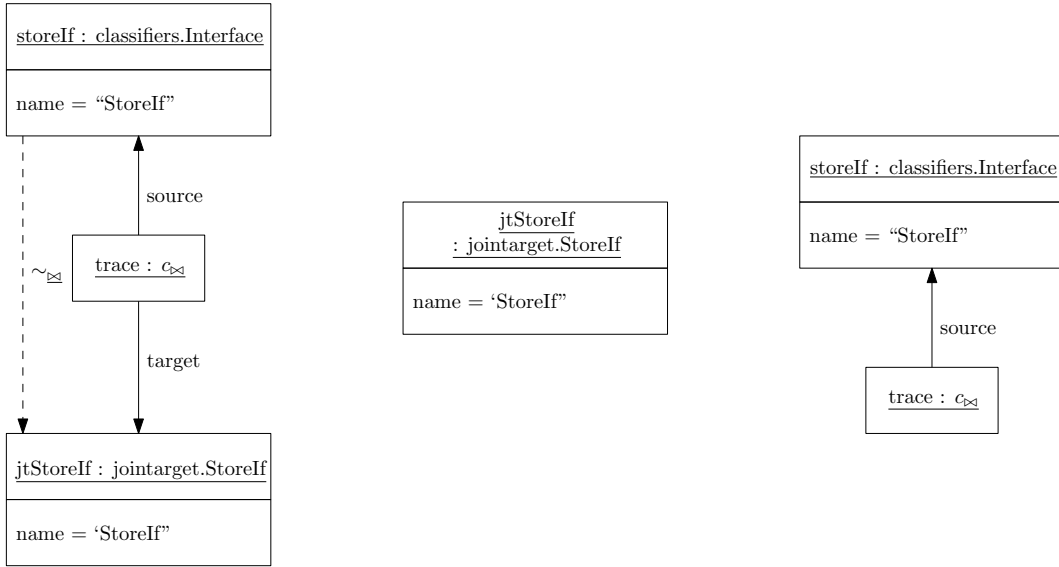 storeIf : classifiers.Interface
name = “StoreIf”
source
∼⋈
trace : c⋈
target
jtStoreIf : jointarget.StoreIf
name = ‘StoreIf”
jtStoreIf
: jointarget.StoreIf
name = ‘StoreIf”
storeIf : classifiers.Interface
name = “StoreIf”
source
trace : c⋈